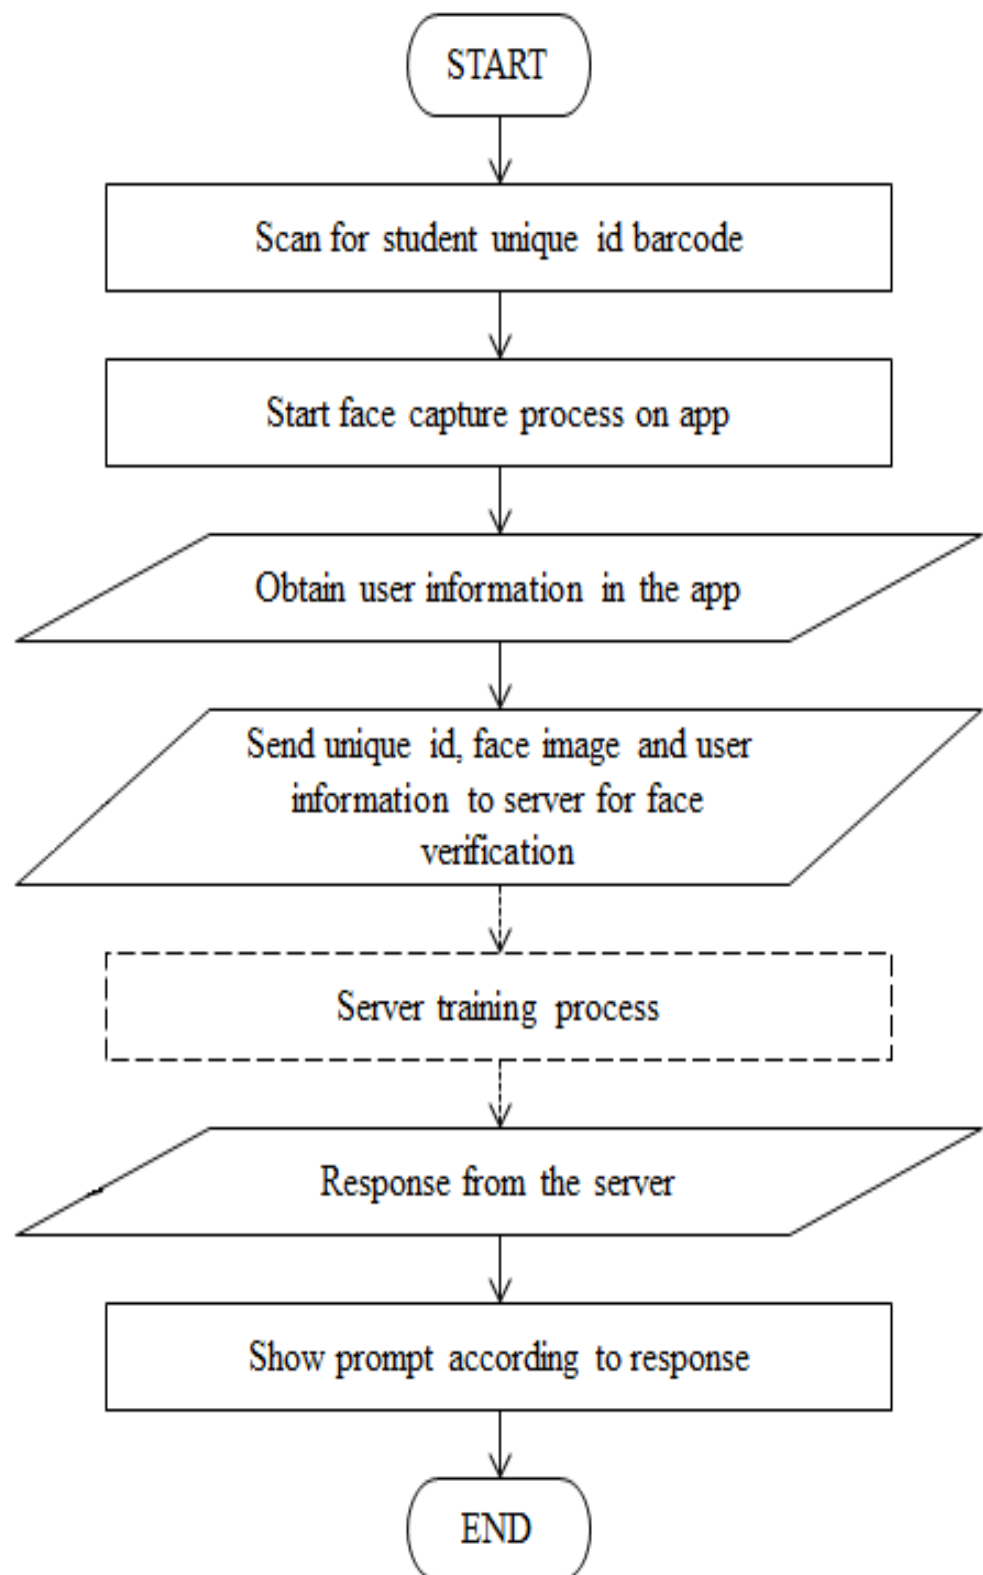 START
Scan for student unique id barcode
Start face capture process on app
Obtain user information in the app
Send unique id, face image and user
information to server for face
verification
Server training process
Response from the server
Show prompt according to response
END